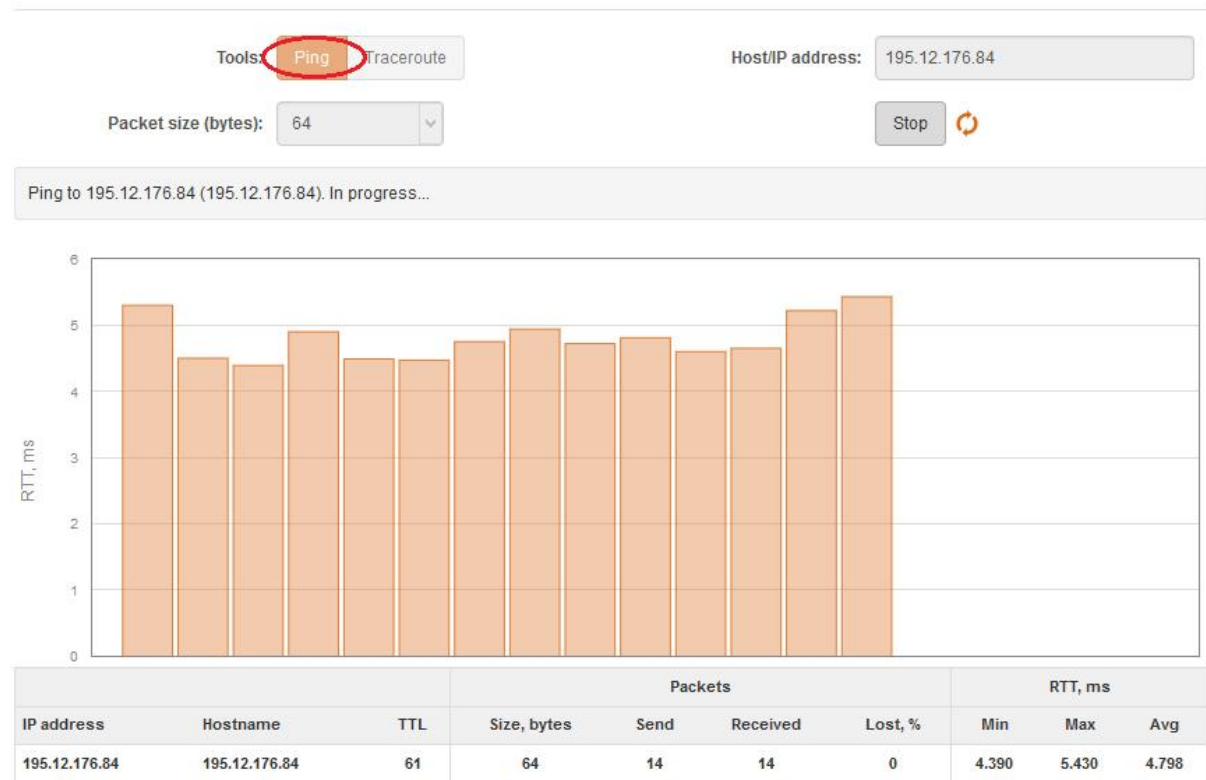 Tools: Ping Traceroute Host/IP address: 195.12.176.84
Packet size (bytes): 64 Stop
Ping to 195.12.176.84 (195.12.176.84). In progress...
6
5
4
3
2
1
0
RTT, ms
Packets RTT, ms
IP address Hostname TTL Size, bytes Send Received Lost, % Min Max Avg
195.12.176.84 195.12.176.84 61 64 14 14 0 4.390 5.430 4.798